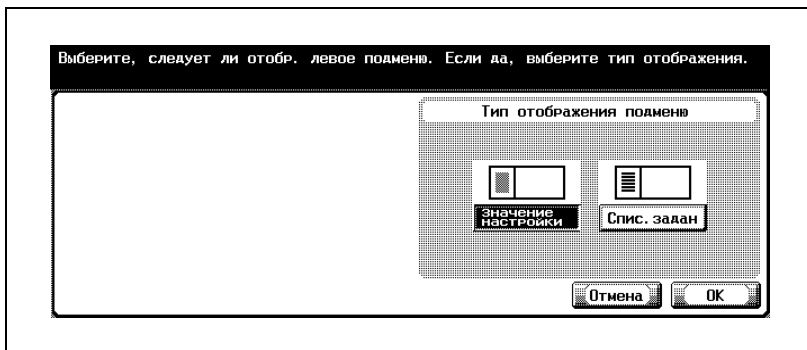 Выберите, следует ли отобр. левое подменю. Если да, выберите тип отображения.
Тип отображения подменю
Значение
настройки
Спис. задан
Отмена
OK